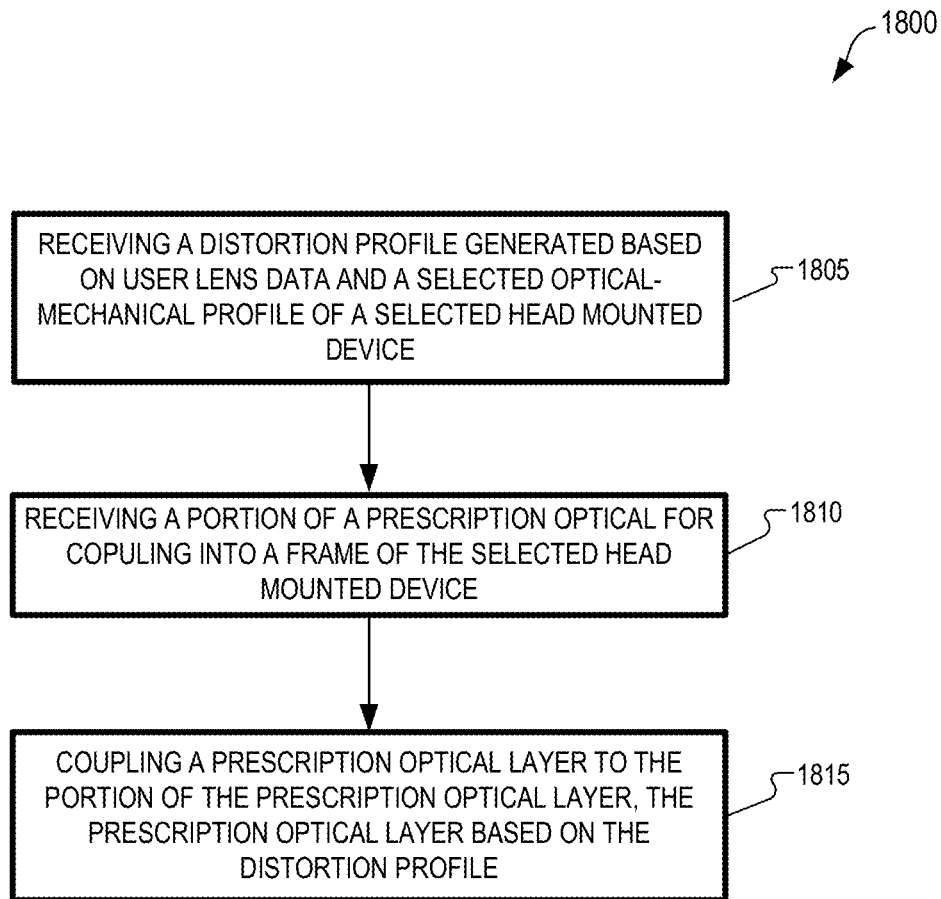 1800
RECEIVING A DISTORTION PROFILE GENERATED BASED
ON USER LENS DATA AND A SELECTED OPTICAL-
MECHANICAL PROFILE OF A SELECTED HEAD MOUNTED
DEVICE
1805
RECEIVING A PORTION OF A PRESCRIPTION OPTICAL FOR
COPULING INTO A FRAME OF THE SELECTED HEAD
MOUNTED DEVICE
1810
COUPLING A PRESCRIPTION OPTICAL LAYER TO THE
PORTION OF THE PRESCRIPTION OPTICAL LAYER, THE
PRESCRIPTION OPTICAL LAYER BASED ON THE
DISTORTION PROFILE
1815